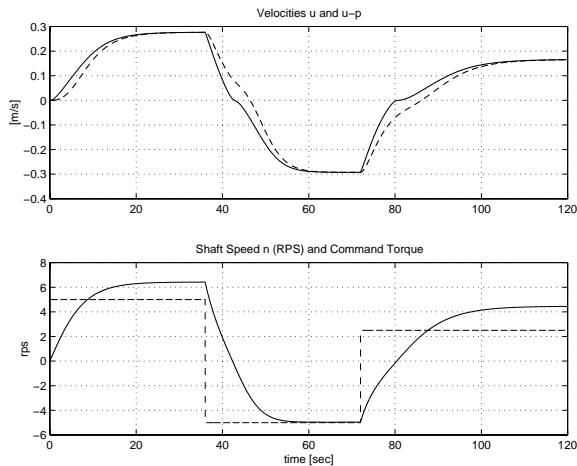 Velocities u and u-p
0.3
0.2
0.1
0
−0.1
−0.2
−0.3
−0.4
[m/s]
0 20 40 60 80 100 120
Shaft Speed n (RPS) and Command Torque
8
6
4
2
0
−2
−4
−6
rps
0 20 40 60 80 100 120
time [sec]